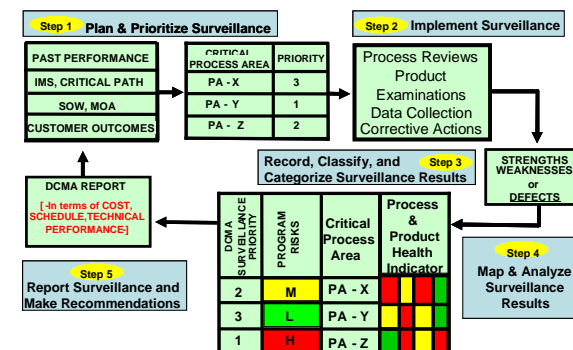 Step 1 Plan & Prioritize Surveillance
PAST PERFORMANCE
IMS, CRITICAL PATH
SOW, MOA
CUSTOMER OUTCOMES
CRITICAL PROCESS AREA PRIORITY
PA -X 3
PA - Y 1
PA - Z 2
Step 2 Implement Surveillance
Process Reviews
Product
Examinations
Data Collection
Corrective Actions
Record, Classify, and Step 3
Categorize Surveillance Results
STRENGTHS
WEAKNESSES
or
DEFECTS
Step 4
Map & Analyze
Surveillance
Results
DCMA SURVEILLANCE PRIORITY
PROGRAM RISKS
Critical
Process
Area
Process
&
Product
Health
Indicator
2 M PA - X
3 L PA - Y
1 H PA - Z
DCMA REPORT
[ -In terms of COST,
SCHEDULE,TECHNICAL
PERFORMANCE-]
Step 5
Report Surveillance and
Make Recommendations